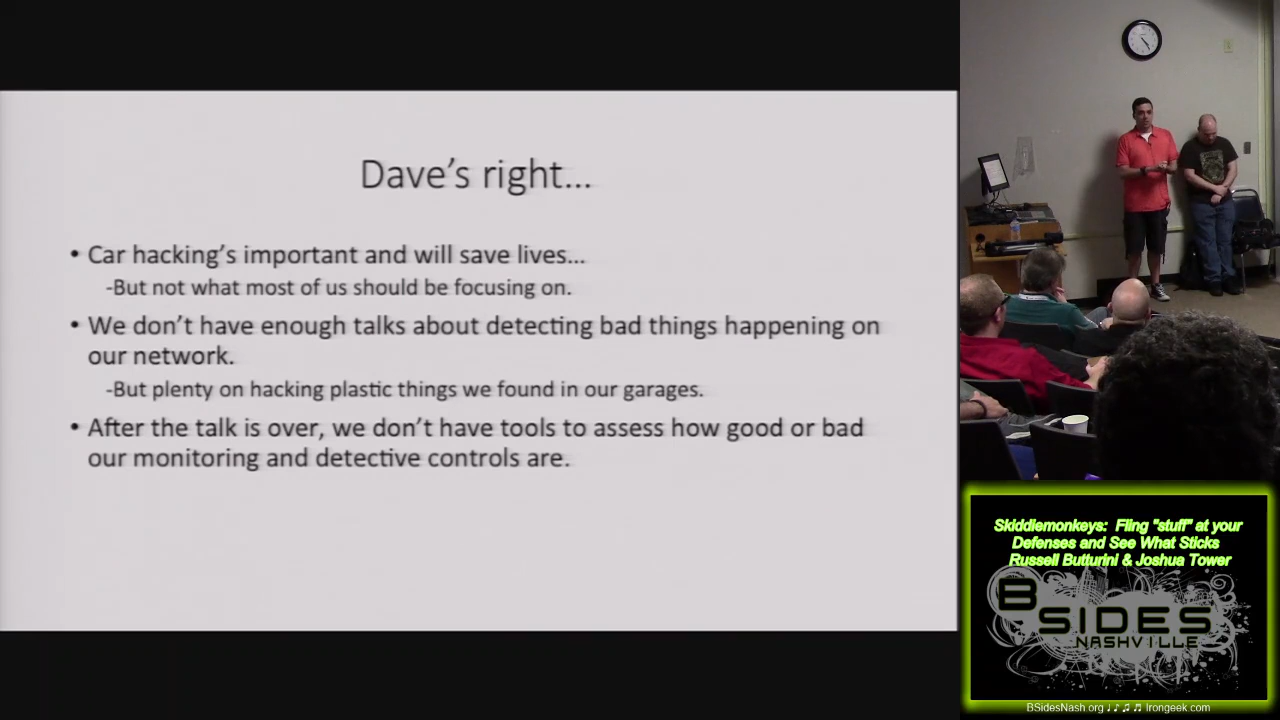 Dave's right...
• Car hacking's important and will save lives...
-But not what most of us should be focusing on.
• We don't have enough talks about detecting bad things happening on
our network.
-But plenty on hacking plastic things we found in our garages.
• After the talk is over, we don't have tools to assess how good or bad
our monitoring and detective controls are.
Skiddiemonkeys: Fling "stuff" at your
Defenses and See What Sticks
Russell Butturini & Joshua Tower
BSIDES
NASHVILLE
BSidesNash.org ♩♪♫♬ Irongeek.com